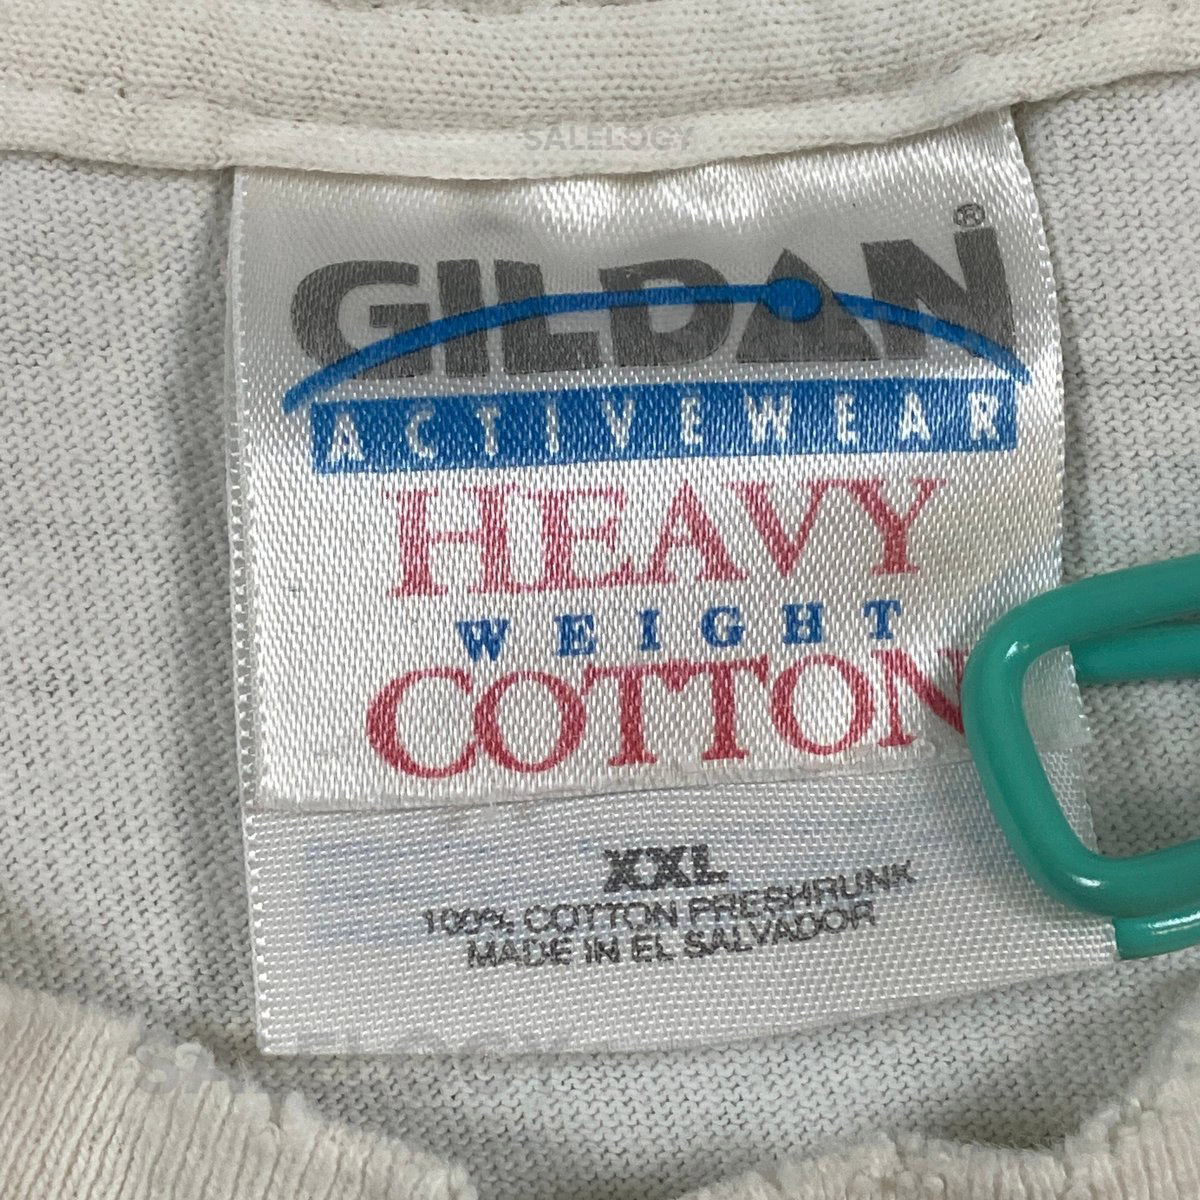 SALELOGY
GILDAN®
ACTIVEWEAR
HEAVY
WEIGHT
COTTON
XXL
100% COTTON PRESHRUNK
MADE IN EL SALVADOR